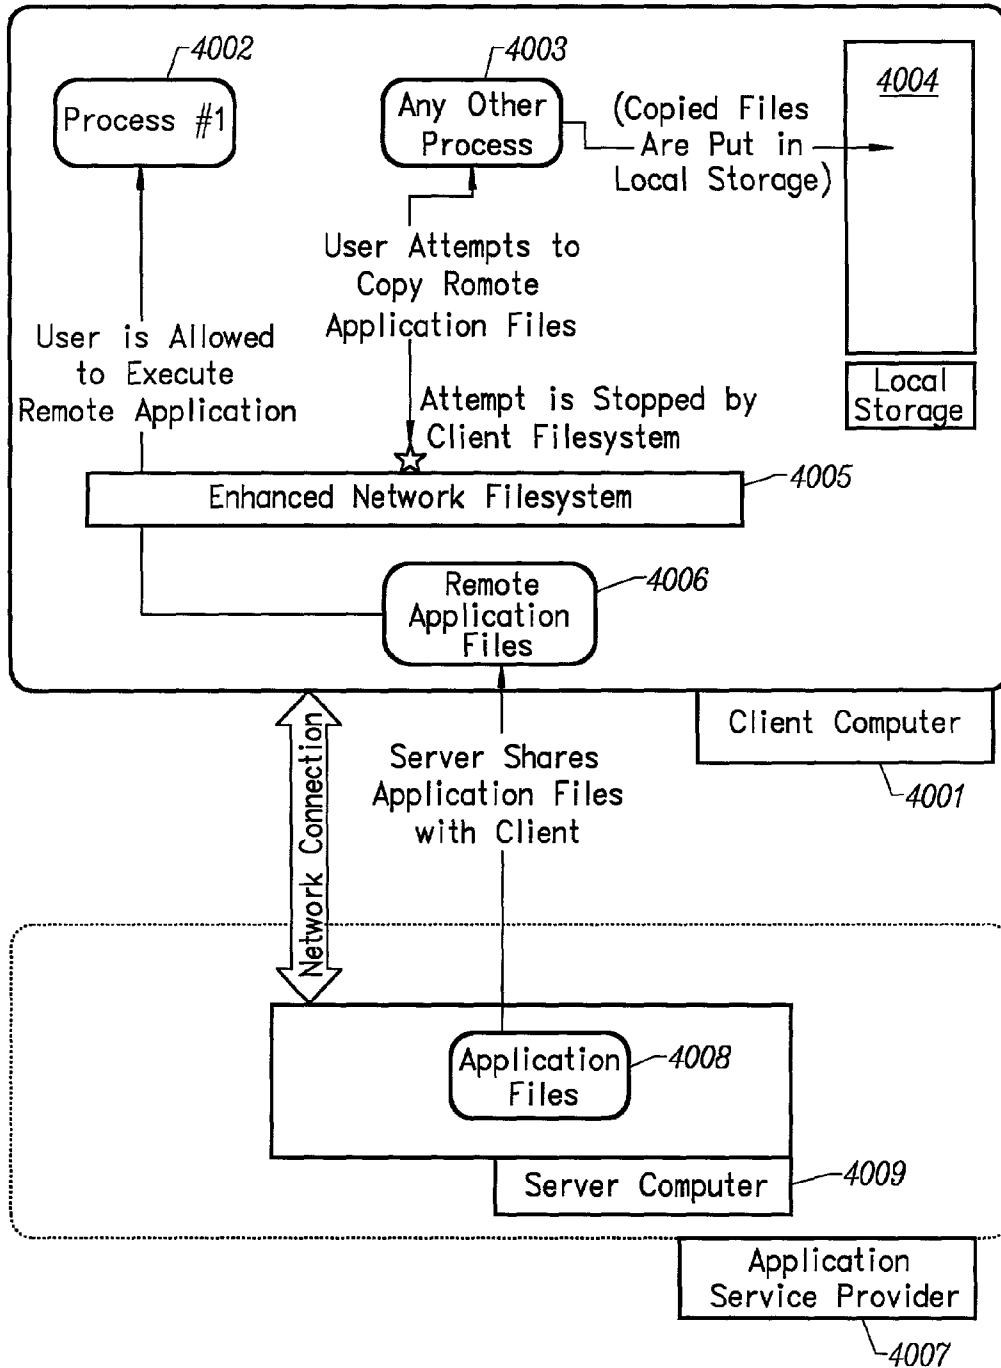 4002
Process #1
4003
Any Other
Process
(Copied Files
Are Put in
Local Storage)
4004
User Attempts to
Copy Romote
Application Files
User is Allowed
to Execute
Remote Application
Local
Storage
Attempt is Stopped by
Client Filesystem
Enhanced Network Filesystem
4005
Remote
Application
Files
4006
Client Computer
4001
Network Connection
Server Shares
Application Files
with Client
Application
Files
4008
Server Computer
4009
Application
Service Provider
4007